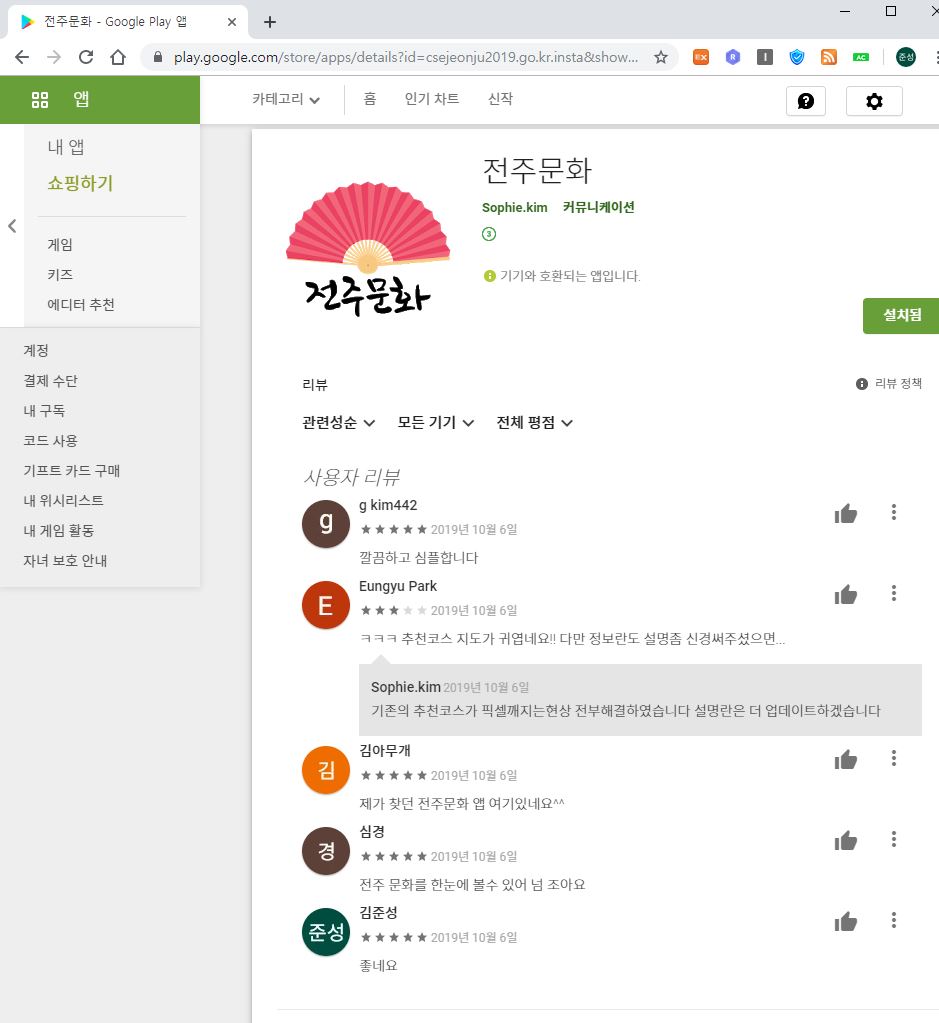 전주문화 - Google Play 앱
play.google.com/store/apps/details?id=csejeonju2019.go.kr.insta&show...
EX
R
I
AC
준성
앱
카테고리
홈
인기 차트
신작
내 앱
쇼핑하기
게임
키즈
에디터 추천
계정
결제 수단
내 구독
코드 사용
기프트 카드 구매
내 위시리스트
내 게임 활동
자녀 보호 안내
전주문화
전주문화
Sophie.kim 커뮤니케이션
3
기기와 호환되는 앱입니다.
설치됨
리뷰
리뷰 정책
관련성순 모든 기기 전체 평점
사용자 리뷰
g
g kim442
2019년 10월 6일
깔끔하고 심플합니다
E
Eungyu Park
2019년 10월 6일
ㅋㅋㅋ 추천코스 지도가 귀엽네요!! 다만 정보란도 설명좀 신경써주셨으면...
Sophie.kim 2019년 10월 6일
기존의 추천코스가 픽셀깨지는현상 전부해결하였습니다 설명란은 더 업데이트하겠습니다
김
김아무개
2019년 10월 6일
제가 찾던 전주문화 앱 여기있네요^^
경
심경
2019년 10월 6일
전주 문화를 한눈에 볼수 있어 넘 조아요
준성
김준성
2019년 10월 6일
좋네요